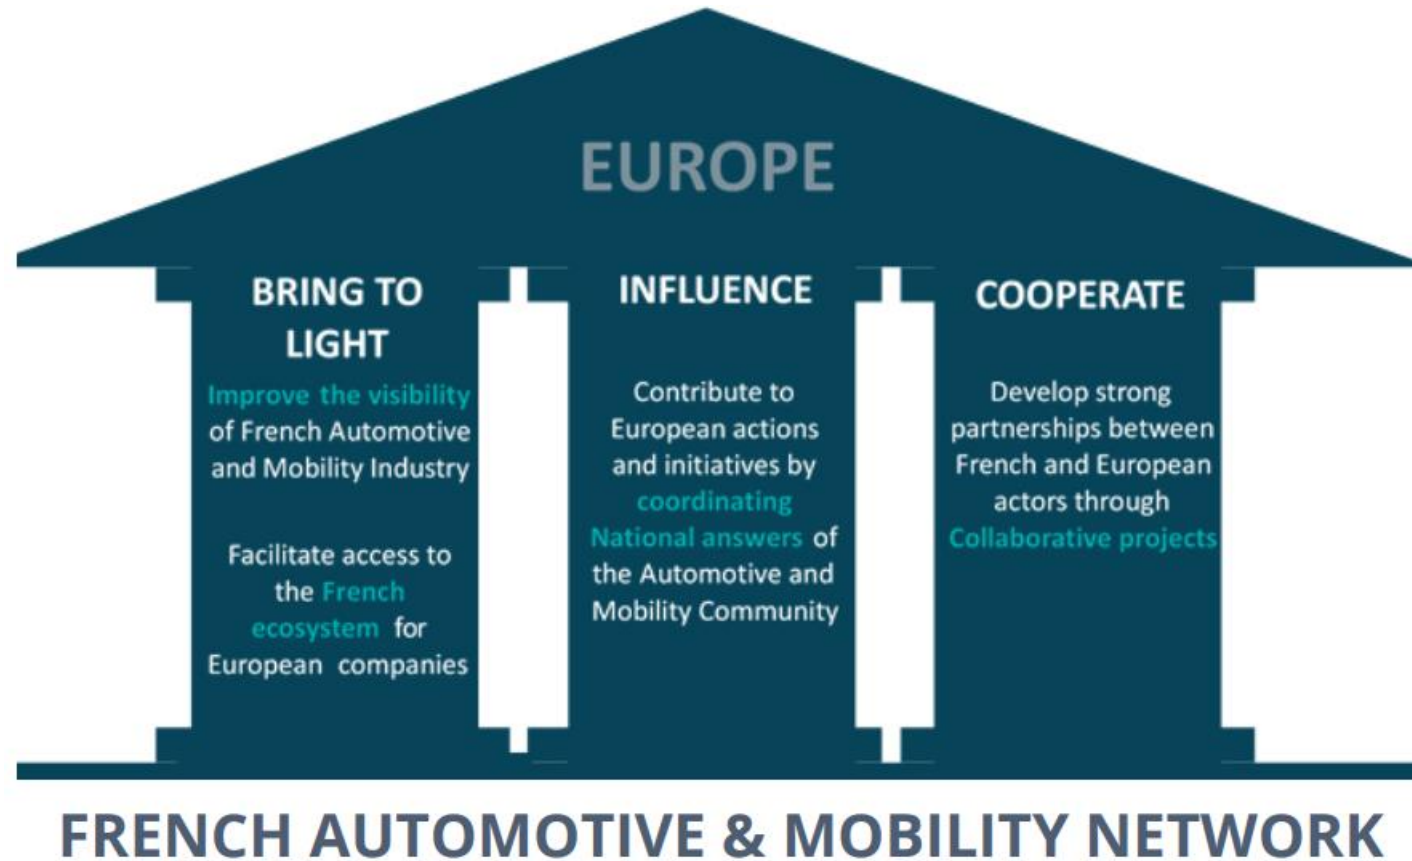 EUROPE
BRING TO
LIGHT
Improve the visibility
of French Automotive
and Mobility Industry
Facilitate access to
the French
ecosystem for
European companies
INFLUENCE
Contribute to
European actions
and initiatives by
coordinating
National answers of
the Automotive and
Mobility Community
COOPERATE
Develop strong
partnerships between
French and European
actors through
Collaborative projects
FRENCH AUTOMOTIVE & MOBILITY NETWORK